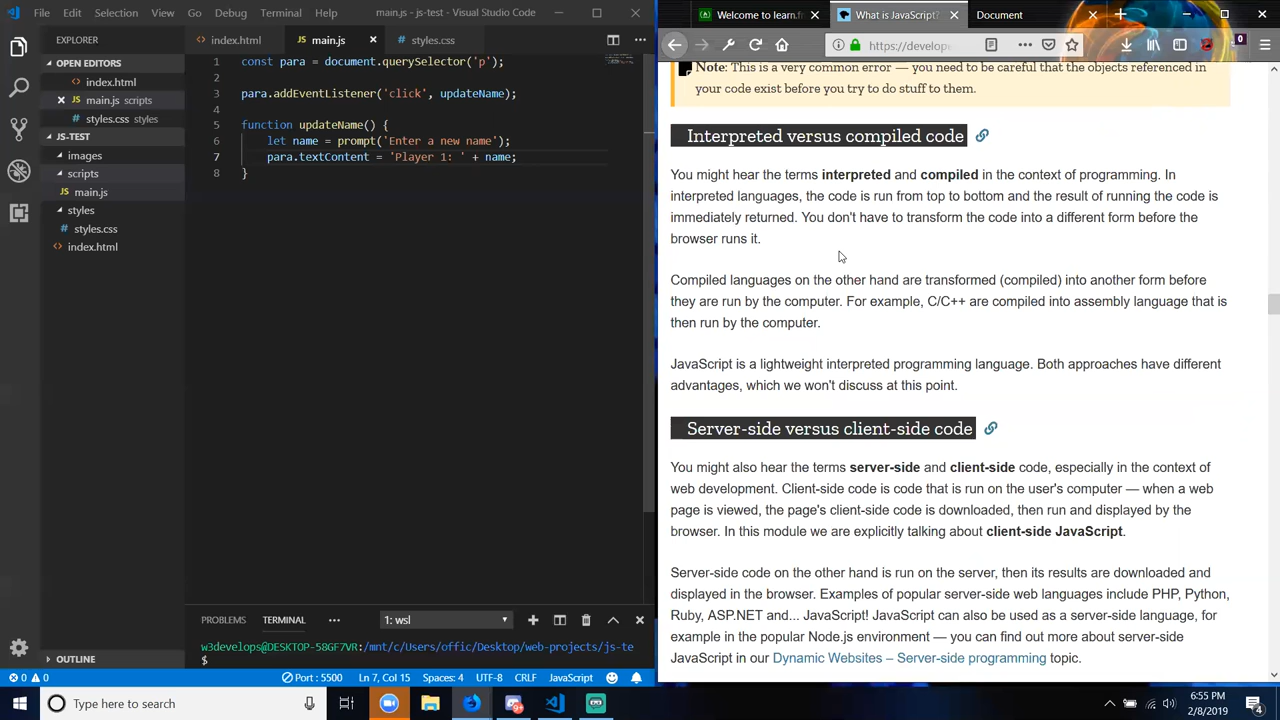 File
Edit
Selection
View
Go
Debug
Terminal
Help
main.js - js-test - Visual Studio Code
EXPLORER
OPEN EDITORS
index.html
main.js scripts
styles.css styles
JS-TEST
images
scripts
main.js
styles
styles.css
index.html
OUTLINE
index.html
main.js
styles.css
1 const para = document.querySelector('p');
2
3 para.addEventListener('click', updateName);
4
5 function updateName() {
6 let name = prompt('Enter a new name');
7 para.textContent = 'Player 1: ' + name;
8 }
PROBLEMS
TERMINAL
1: wsl
w3develops@DESKTOP-58GF7VR:/mnt/c/Users/offic/Desktop/web-projects/js-te
$
0
0
Port : 5500
Ln 7, Col 15
Spaces: 4
UTF-8
CRLF
JavaScript
Welcome to learn.fr
What is JavaScript?
Document
https://develop
0
Note: This is a very common error — you need to be careful that the objects referenced in
your code exist before you try to do stuff to them.
Interpreted versus compiled code
You might hear the terms interpreted and compiled in the context of programming. In
interpreted languages, the code is run from top to bottom and the result of running the code is
immediately returned. You don't have to transform the code into a different form before the
browser runs it.
Compiled languages on the other hand are transformed (compiled) into another form before
they are run by the computer. For example, C/C++ are compiled into assembly language that is
then run by the computer.
JavaScript is a lightweight interpreted programming language. Both approaches have different
advantages, which we won't discuss at this point.
Server-side versus client-side code
You might also hear the terms server-side and client-side code, especially in the context of
web development. Client-side code is code that is run on the user's computer — when a web
page is viewed, the page's client-side code is downloaded, then run and displayed by the
browser. In this module we are explicitly talking about client-side JavaScript.
Server-side code on the other hand is run on the server, then its results are downloaded and
displayed in the browser. Examples of popular server-side web languages include PHP, Python,
Ruby, ASP.NET and... JavaScript! JavaScript can also be used as a server-side language, for
example in the popular Node.js environment — you can find out more about server-side
JavaScript in our Dynamic Websites – Server-side programming topic.
Type here to search
6:55 PM
2/8/2019
4